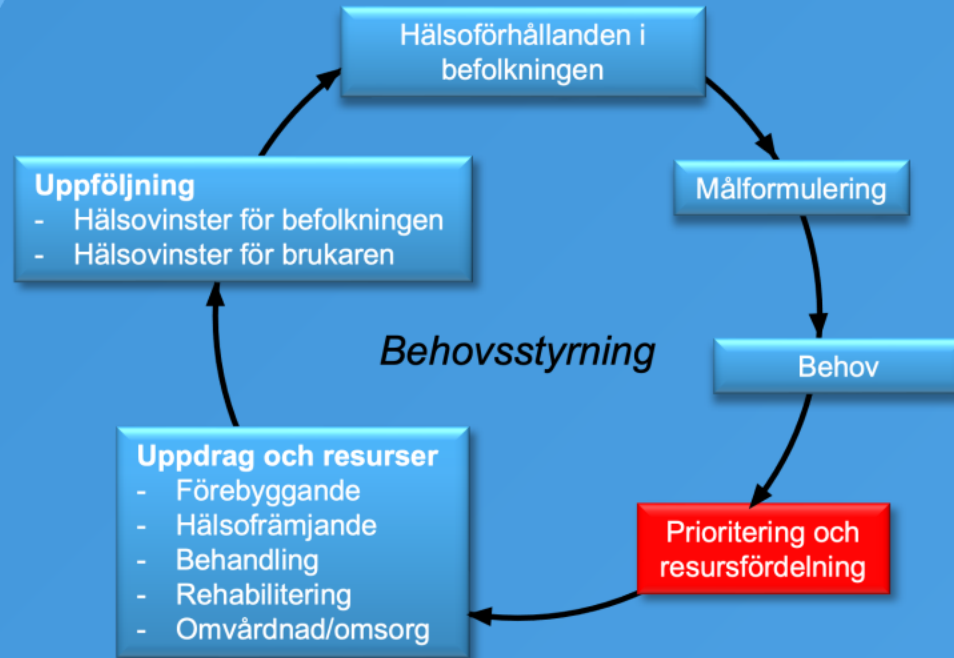 Hälsoförhållanden i
befolkningen
Målformulering
Behov
Prioritering och
resursfördelning
Uppdrag och resurser
- Förebyggande
- Hälsofrämjande
- Behandling
- Rehabilitering
- Omvårdnad/omsorg
Uppföljning
- Hälsovinster för befolkningen
- Hälsovinster för brukaren
Behovsstyrning